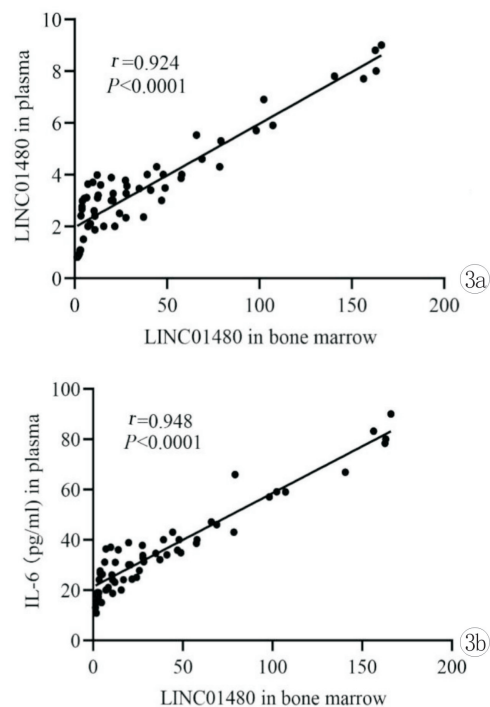 10
r=0.924
P<0.0001
8
6
4
2
0
LINC01480 in plasma
0 50 100 150 200
LINC01480 in bone marrow
3a
100
r=0.948
P<0.0001
80
60
40
20
0
IL-6 (pg/ml) in plasma
0 50 100 150 200
LINC01480 in bone marrow
3b